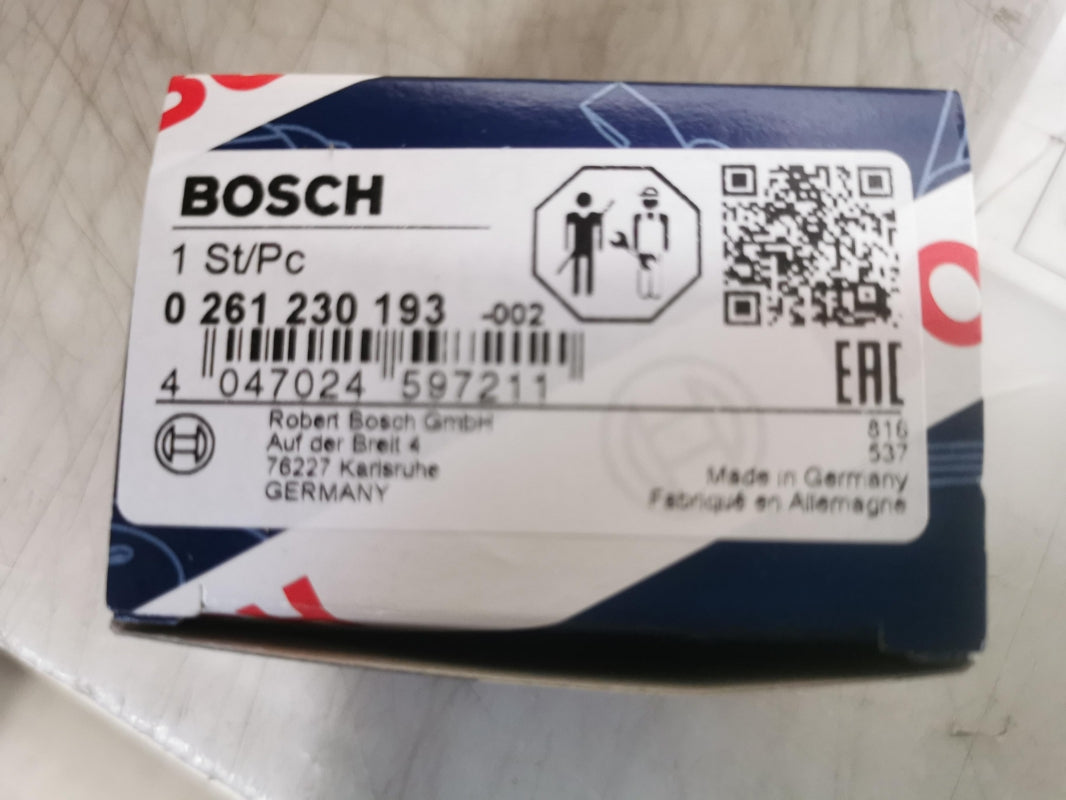 BOSCH
1 St/Pc
0 261 230 193 -002
4 047024 597211
EAC
Robert Bosch GmbH
Auf der Breit 4
76227 Karlsruhe
GERMANY
816
537
Made in Germany
Fabriqué en Allemagne